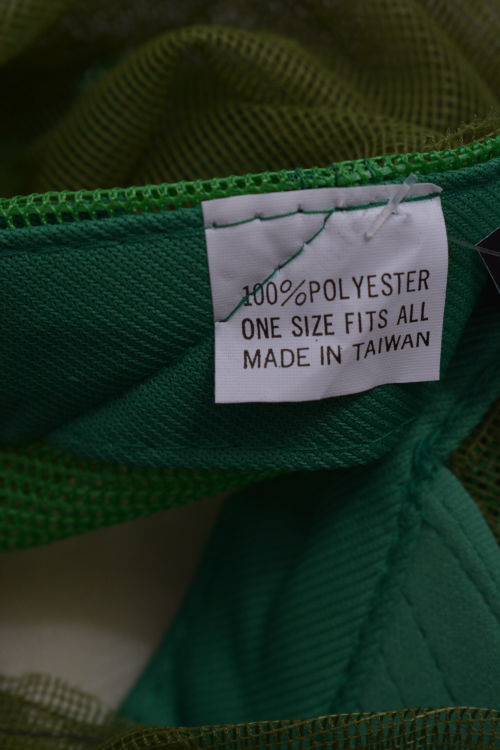 100%POLYESTER
ONE SIZE FITS ALL
MADE IN TAIWAN